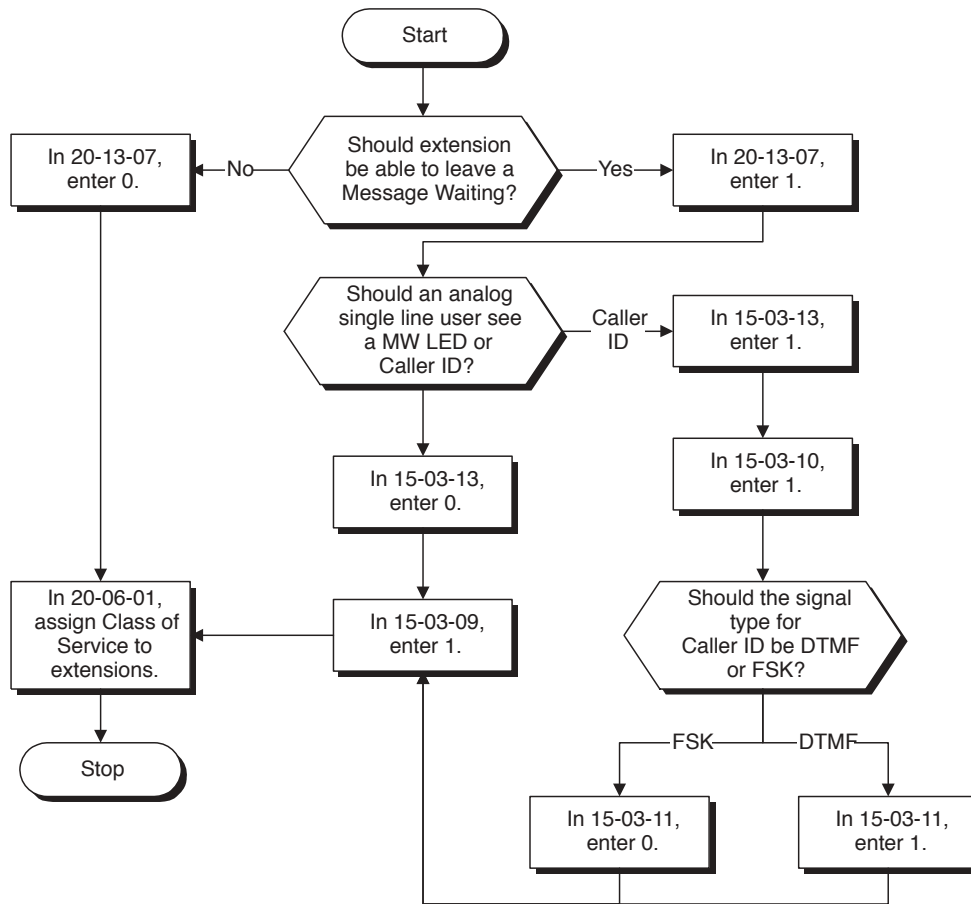 Start
Should extension
be able to leave a
Message Waiting?
No
Yes
In 20-13-07,
enter 0.
In 20-13-07,
enter 1.
Should an analog
single line user see
a MW LED or
Caller ID?
Caller
ID
In 15-03-13,
enter 1.
In 15-03-13,
enter 0.
In 15-03-10,
enter 1.
In 20-06-01,
assign Class of
Service to
extensions.
In 15-03-09,
enter 1.
Should the signal
type for
Caller ID be DTMF
or FSK?
FSK
DTMF
Stop
In 15-03-11,
enter 0.
In 15-03-11,
enter 1.